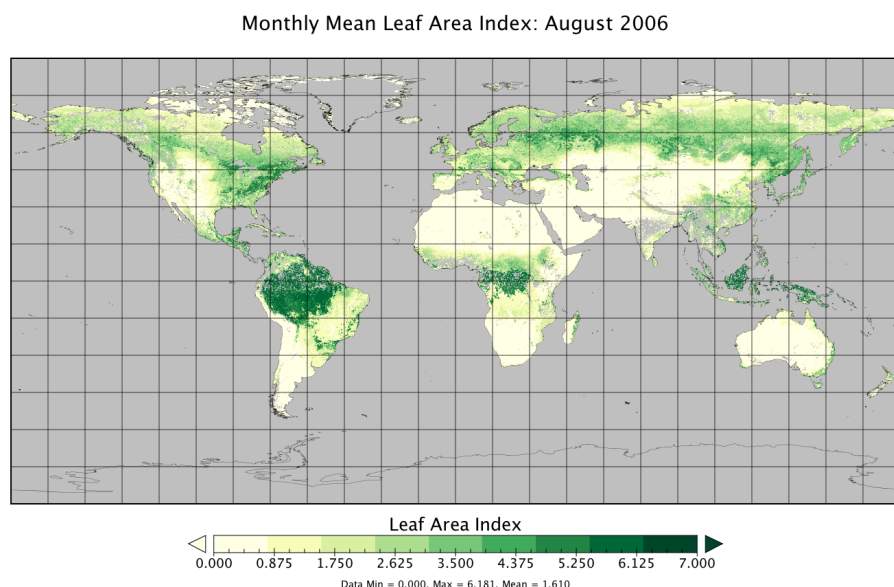 Monthly Mean Leaf Area Index: August 2006
Leaf Area Index
0.000 0.875 1.750 2.625 3.500 4.375 5.250 6.125 7.000
Data Min = 0.000, Max = 6.181, Mean = 1.610